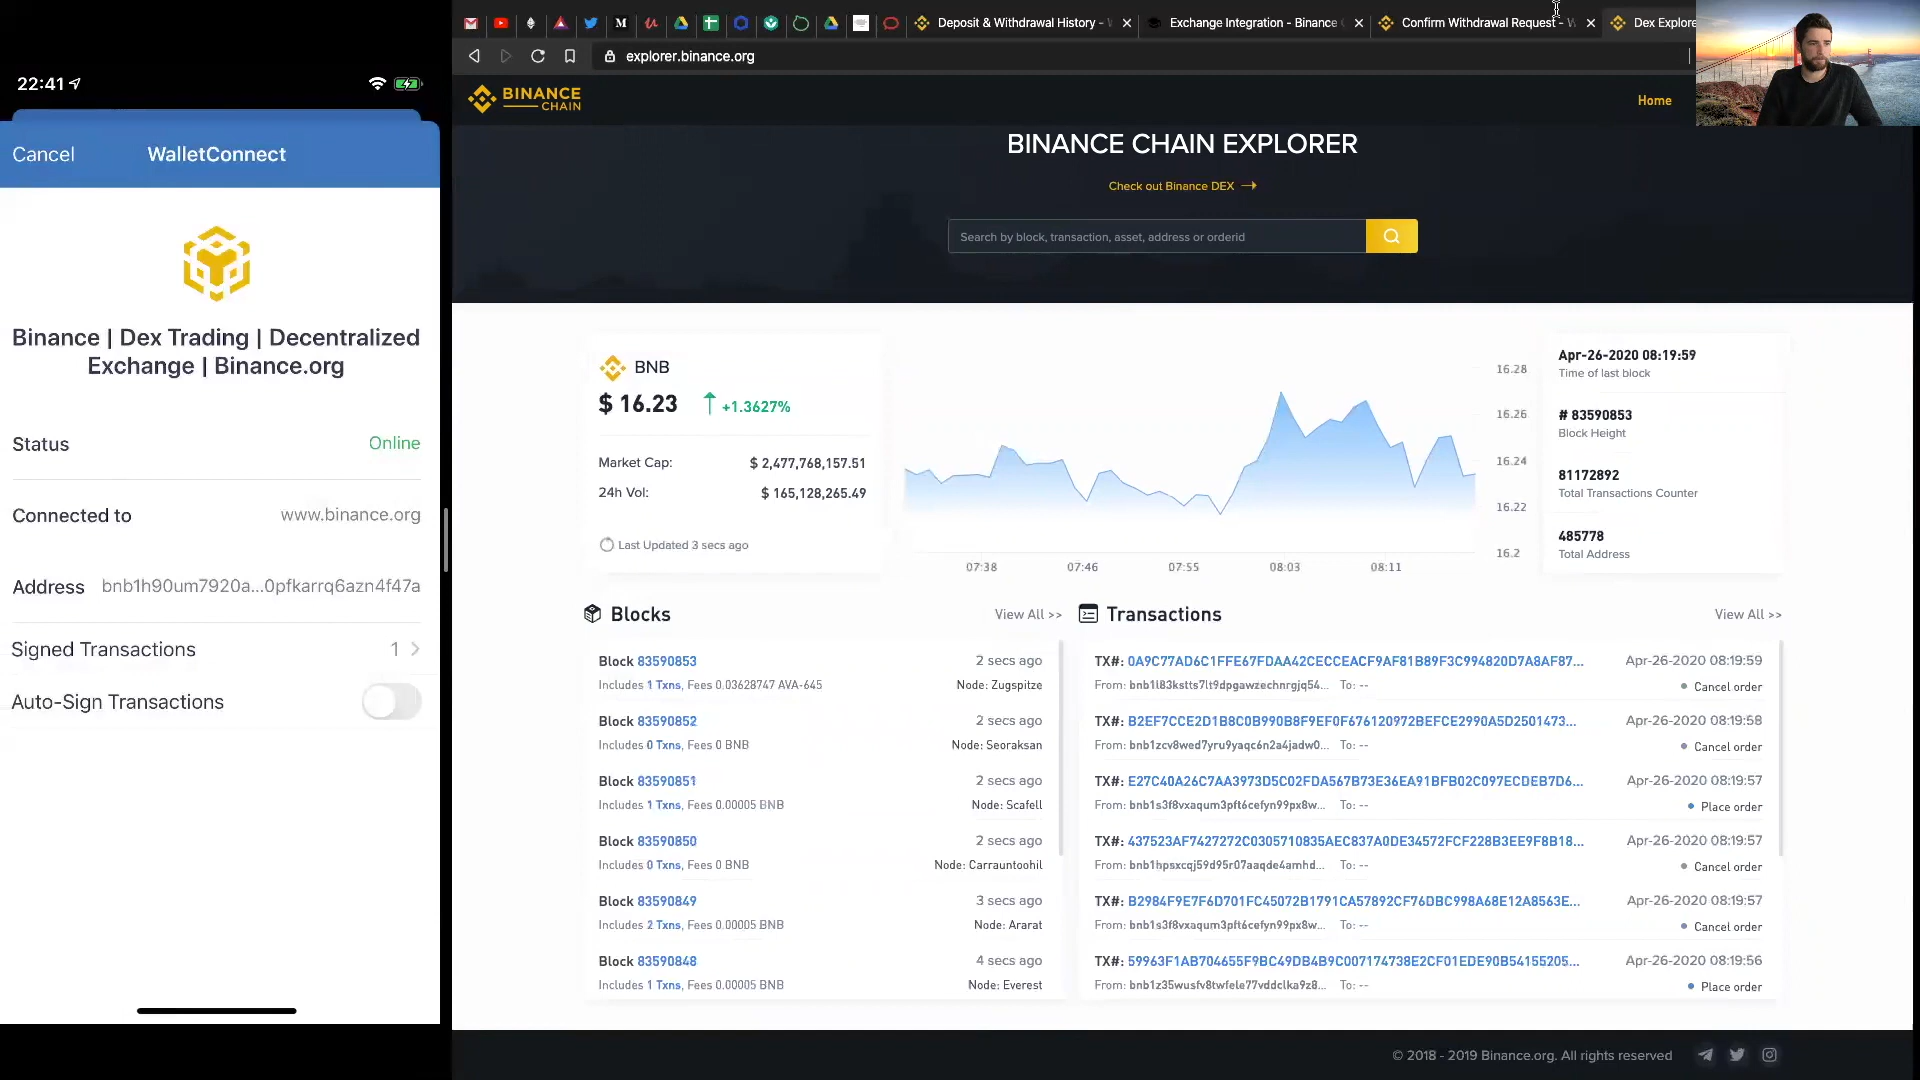 22:41
Cancel
WalletConnect
Binance | Dex Trading | Decentralized
Exchange | Binance.org
Status
Online
Connected to
www.binance.org
Address
bnb1h90um7920a...0pfkarrq6azn4f47a
Signed Transactions
1
Auto-Sign Transactions
Deposit & Withdrawal History -
Exchange Integration - Binance
Confirm Withdrawal Request -
Dex Explore
explorer.binance.org
BINANCE
CHAIN
Home
BINANCE CHAIN EXPLORER
Check out Binance DEX
Search by block, transaction, asset, address or orderid
BNB
$ 16.23
+1.3627%
Market Cap:
$ 2,477,768,157.51
24h Vol:
$ 165,128,265.49
Last Updated 3 secs ago
16.28
16.26
16.24
16.22
16.2
07:38
07:46
07:55
08:03
08:11
Apr-26-2020 08:19:59
Time of last block
# 83590853
Block Height
81172892
Total Transactions Counter
485778
Total Address
Blocks
View All >>
Block 83590853
2 secs ago
Includes 1 Txns, Fees 0.03628747 AVA-645
Node: Zugspitze
Block 83590852
2 secs ago
Includes 0 Txns, Fees 0 BNB
Node: Seoraksan
Block 83590851
2 secs ago
Includes 1 Txns, Fees 0.00005 BNB
Node: Scafell
Block 83590850
2 secs ago
Includes 0 Txns, Fees 0 BNB
Node: Carrauntoohil
Block 83590849
3 secs ago
Includes 2 Txns, Fees 0.00005 BNB
Node: Ararat
Block 83590848
4 secs ago
Includes 1 Txns, Fees 0.00005 BNB
Node: Everest
Transactions
View All >>
TX#: 0A9C77AD6C1FFE67FDAA42CECCEACF9AF81B89F3C994820D7A8AF87...
Apr-26-2020 08:19:59
From: bnb1l83kstts7lt9dpgawzechnrgjq54... To: --
Cancel order
TX#: B2EF7CCE2D1B8C0B990B8F9EF0F676120972BEFCE2990A5D2501473...
Apr-26-2020 08:19:58
From: bnb1zcv8wed7yru9yaqc6n2a4jadw0... To: --
Cancel order
TX#: E27C40A26C7AA3973D5C02FDA567B73E36EA91BFB02C097ECDEB7D6...
Apr-26-2020 08:19:57
From: bnb1s3f8vxaqum3pft6cefyn99px8w... To: --
Place order
TX#: 437523AF7427272C0305710835AEC837A0DE34572FCF228B3EE9F8B18...
Apr-26-2020 08:19:57
From: bnb1hpsxcqj59d95r07aaqde4amhd... To: --
Cancel order
TX#: B2984F9E7F6D701FC45072B1791CA57892CF76DBC998A68E12A8563E...
Apr-26-2020 08:19:57
From: bnb1s3f8vxaqum3pft6cefyn99px8w... To: --
Cancel order
TX#: 59963F1AB704655F9BC49DB4B9C007174738E2CF01EDE90B54155205...
Apr-26-2020 08:19:56
From: bnb1z35wusfv8twfele77vddclka9z8... To: --
Place order
© 2018 - 2019 Binance.org. All rights reserved